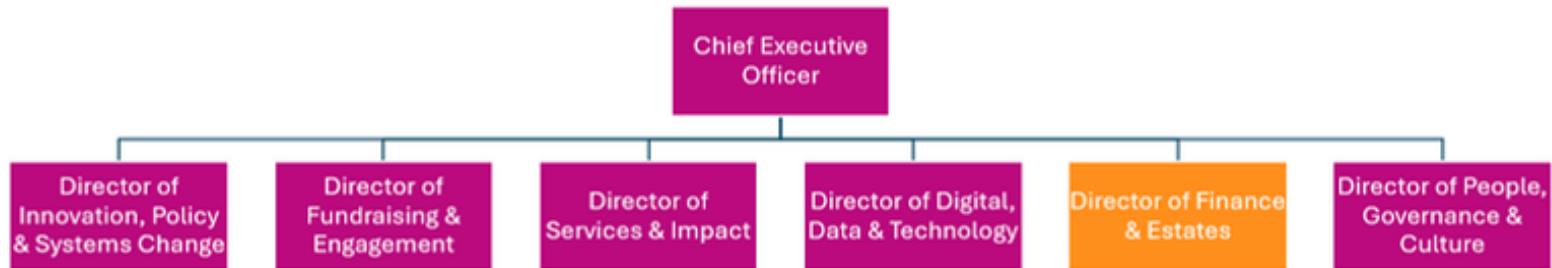 Chief Executive
Officer
Director of
Innovation, Policy
& Systems Change
Director of
Fundraising &
Engagement
Director of
Services & Impact
Director of Digital,
Data & Technology
Director of Finance
& Estates
Director of People,
Governance &
Culture